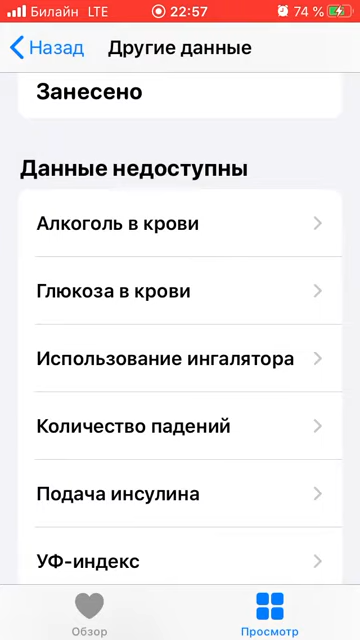 Билайн LTE 22:57 74 %
Назад Другие данные
Занесено
Данные недоступны
Алкоголь в крови
Глюкоза в крови
Использование ингалятора
Количество падений
Подача инсулина
УФ-индекс
Обзор Просмотр